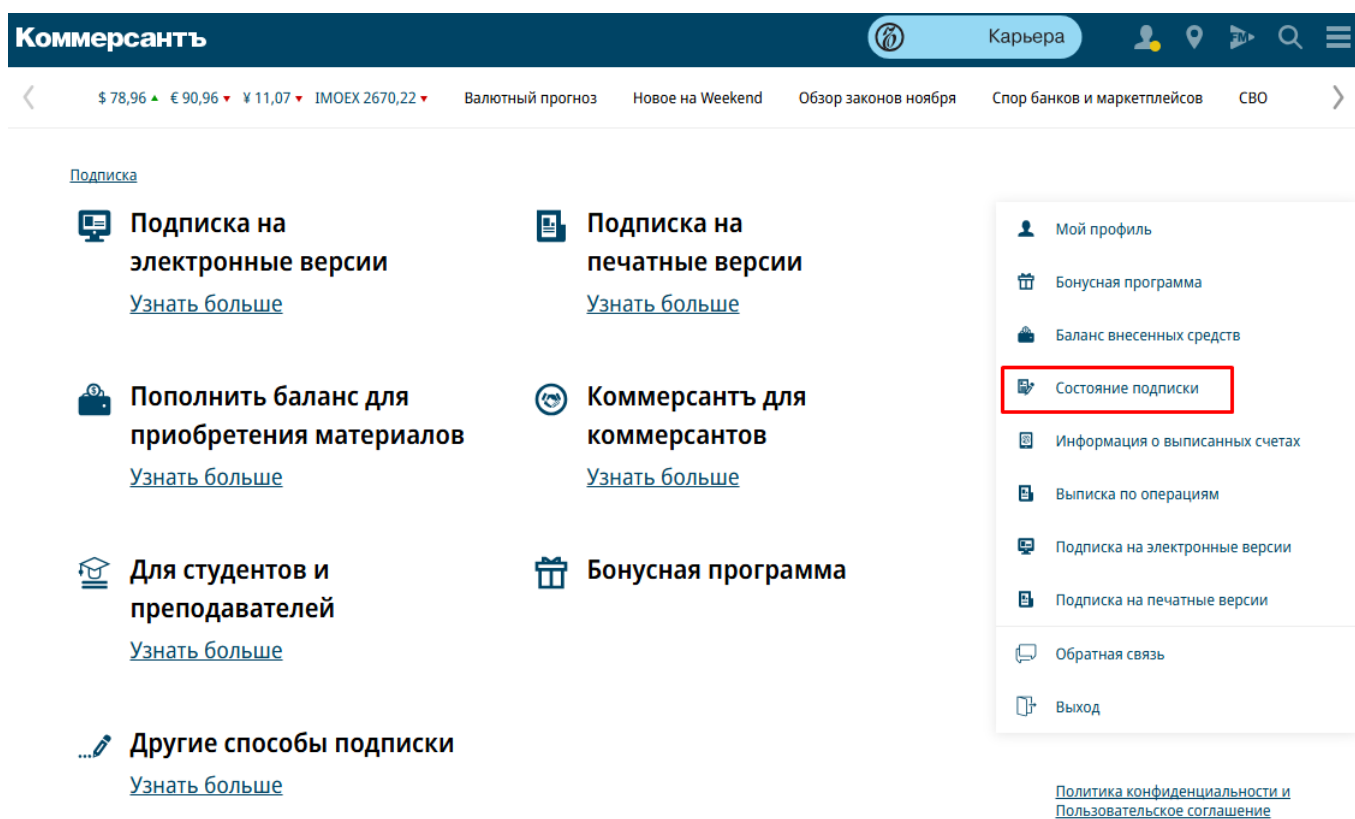 Коммерсантъ
Карьера
FM
$ 78,96 ▲ € 90,96 ▼ ¥ 11,07 ▼ IMOEX 2670,22 ▼ Валютный прогноз Новое на Weekend Обзор законов ноября Спор банков и маркетплейсов СВО
Подписка
Подписка на
электронные версии
Узнать больше
Подписка на
печатные версии
Узнать больше
Пополнить баланс для
приобретения материалов
Узнать больше
Коммерсантъ для
коммерсантов
Узнать больше
Для студентов и
преподавателей
Узнать больше
Бонусная программа
Другие способы подписки
Узнать больше
Мой профиль
Бонусная программа
Баланс внесенных средств
Состояние подписки
Информация о выписанных счетах
Выписка по операциям
Подписка на электронные версии
Подписка на печатные версии
Обратная связь
Выход
Политика конфиденциальности и
Пользовательское соглашение